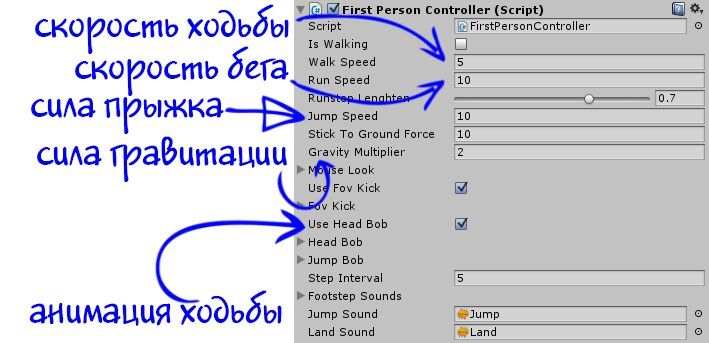 First Person Controller (Script)
скорость ходьбы
Script FirstPersonController
Is Walking
Walk Speed 5
скорость бега
Run Speed 10
Runstep Lenghten 0.7
сила прыжка
Jump Speed 10
Stick To Ground Force 10
сила гравитации
Gravity Multiplier 2
Mouse Look
Use Fov Kick
Fov Kick
Use Head Bob
Head Bob
Jump Bob
Step Interval 5
Footstep Sounds
анимация ходьбы
Jump Sound Jump
Land Sound Land